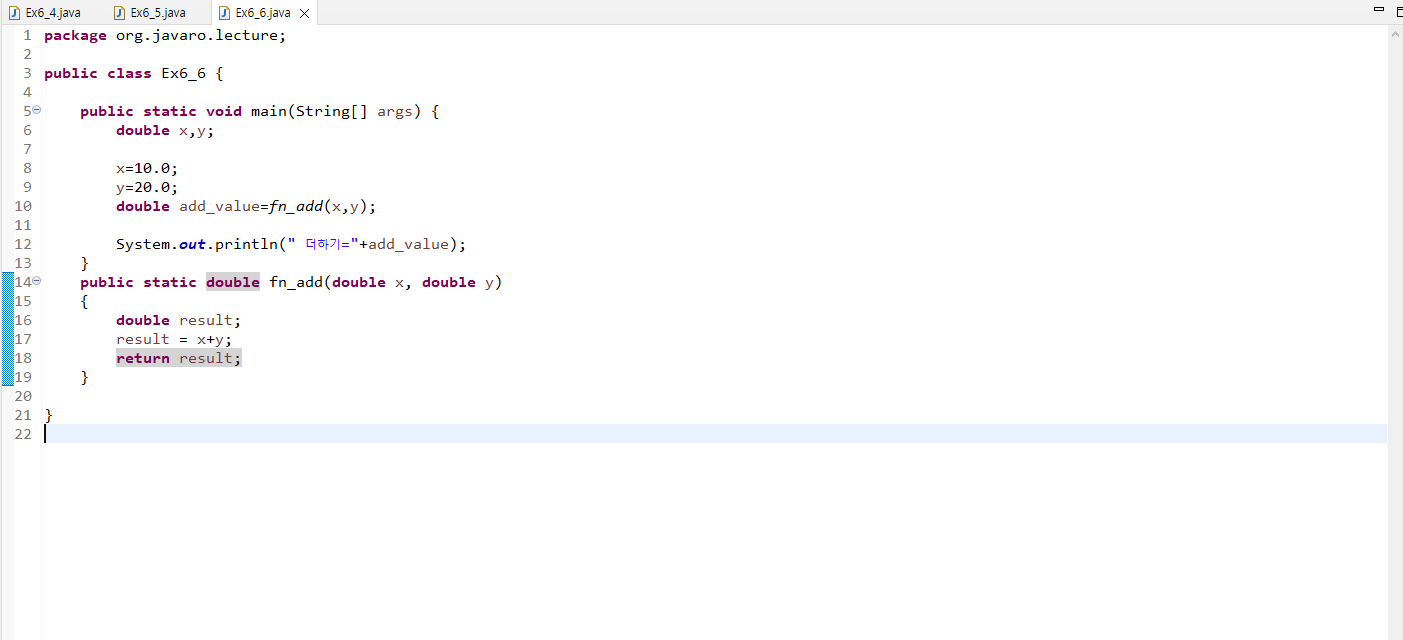 Ex6_4.java Ex6_5.java Ex6_6.java
1 package org.javaro.lecture;
2
3 public class Ex6_6 {
4
5 public static void main(String[] args) {
6 double x,y;
7
8 x=10.0;
9 y=20.0;
10 double add_value=fn_add(x,y);
11
12 System.out.println(" 더하기="+add_value);
13 }
14 public static double fn_add(double x, double y)
15 {
16 double result;
17 result = x+y;
18 return result;
19 }
20
21 }
22